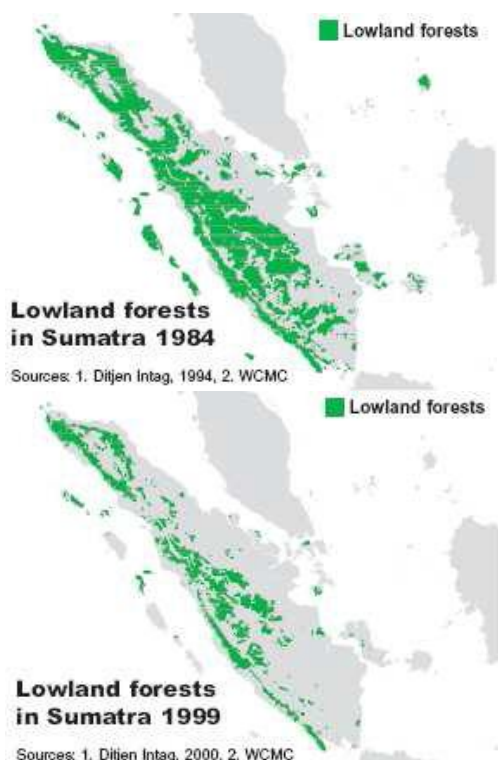 Lowland forests
Lowland forests
in Sumatra 1984
Sources: 1. Ditjen Intag, 1994, 2. WCMC
Lowland forests
Lowland forests
in Sumatra 1999
Sources: 1. Ditjen Intag, 2000, 2. WCMC